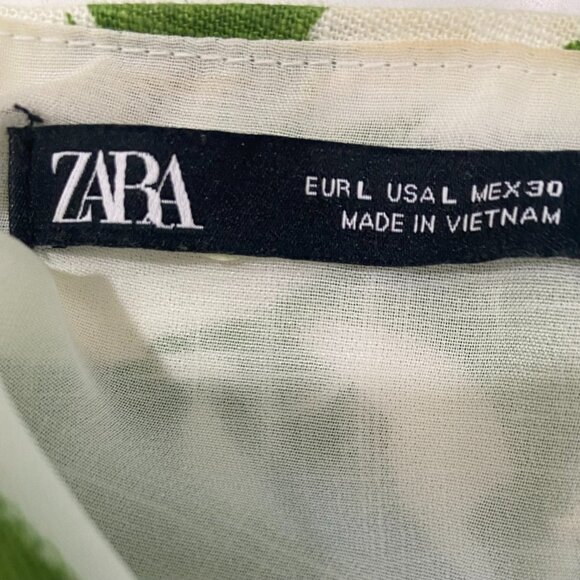 ZARA
EUR L USA L MEX 30
MADE IN VIETNAM